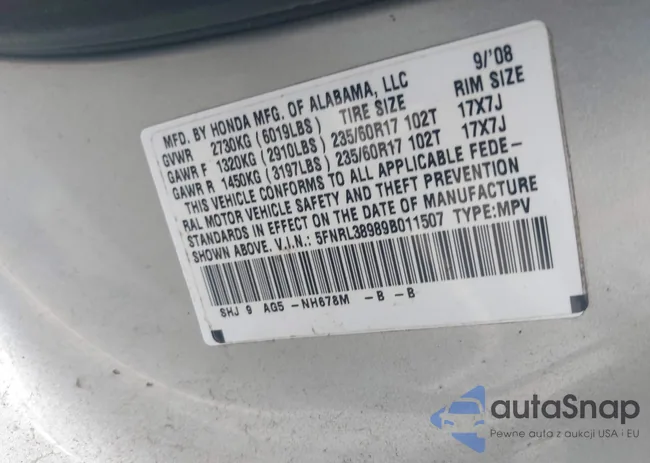 MFD. BY HONDA MFG. OF ALABAMA, LLC 9/'08
GVWR 2730KG (6019LBS) TIRE SIZE RIM SIZE
GAWR F 1320KG (2910LBS) 235/60R17 102T 17X7J
GAWR R 1450KG (3197LBS) 235/60R17 102T 17X7J
THIS VEHICLE CONFORMS TO ALL APPLICABLE FEDE-
RAL MOTOR VEHICLE SAFETY AND THEFT PREVENTION
STANDARDS IN EFFECT ON THE DATE OF MANUFACTURE
SHOWN ABOVE. V.I.N.: 5FNRL38989B011507 TYPE:MPV
SHJ 9 AQ5 -NH678M -B -B
autoSnap
Pewne auta z aukcji USA i EU